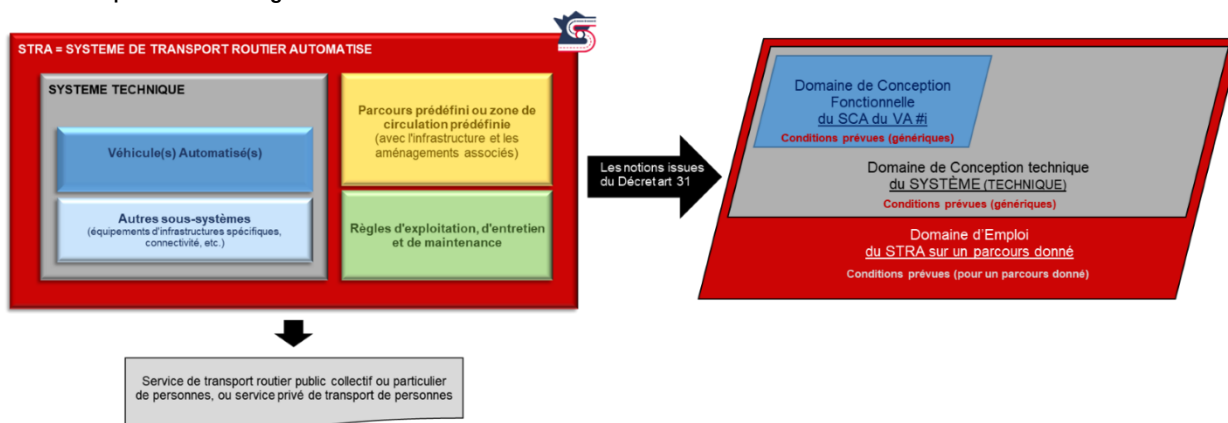 STRA = SYSTEME DE TRANSPORT ROUTIER AUTOMATISE
SYSTEME TECHNIQUE
Véhicule(s) Automatisé(s)
Autres sous-systèmes
(équipements d'infrastructures spécifiques,
connectivité, etc.)
Parcours prédéfini ou zone de
circulation prédéfinie
(avec l'infrastructure et les
aménagements associés)
Règles d'exploitation, d'entretien
et de maintenance
Service de transport routier public collectif ou particulier
de personnes, ou service privé de transport de personnes
Les notions issues
du Décret art 31
Domaine de Conception
Fonctionnelle
du SCA du VA #i
Conditions prévues (génériques)
Domaine de Conception technique
du SYSTÈME (TECHNIQUE)
Conditions prévues (génériques)
Domaine d'Emploi
du STRA sur un parcours donné
Conditions prévues (pour un parcours donné)